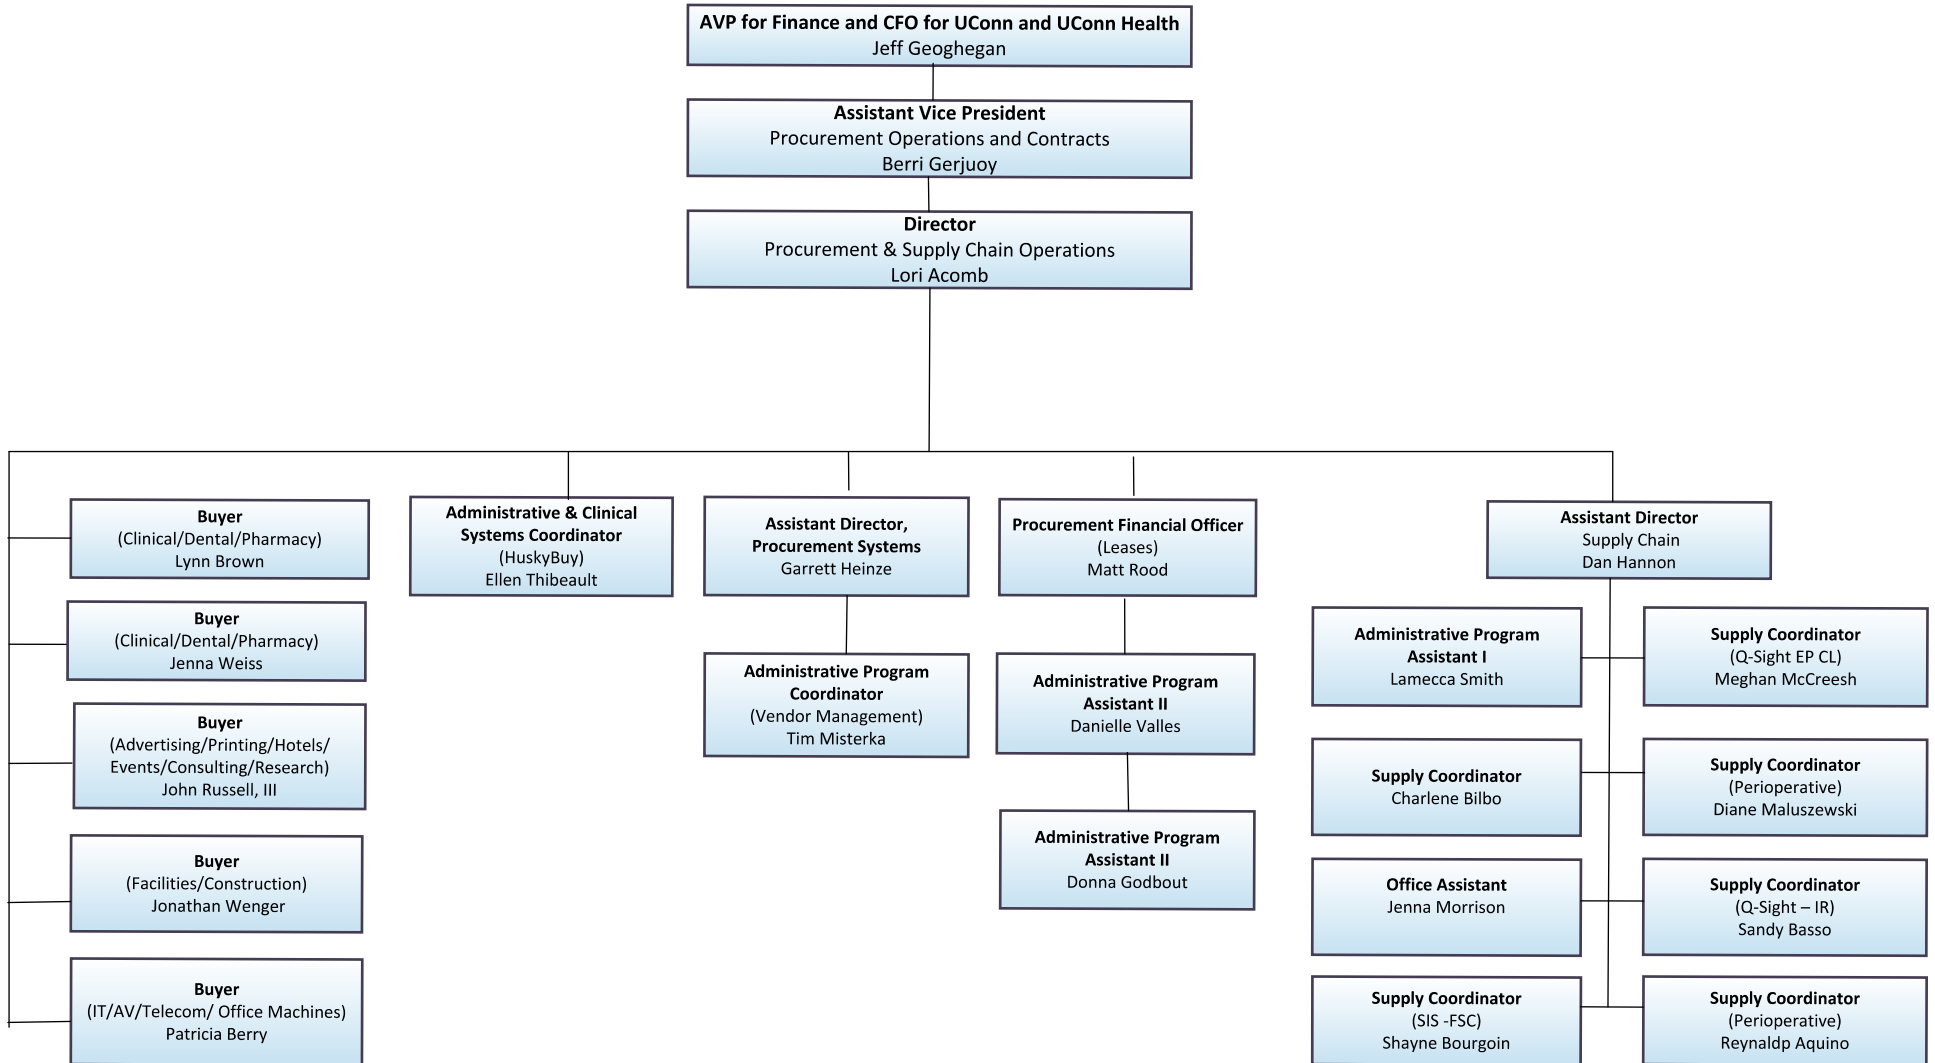 AVP for Finance and CFO for UConn and UConn Health
Jeff Geoghegan
Assistant Vice President
Procurement Operations and Contracts
Berri Gerjuoy
Director
Procurement & Supply Chain Operations
Lori Acomb
Buyer
(Clinical/Dental/Pharmacy)
Lynn Brown
Buyer
(Clinical/Dental/Pharmacy)
Jenna Weiss
Buyer
(Advertising/Printing/Hotels/
Events/Consulting/Research)
John Russell, III
Buyer
(Facilities/Construction)
Jonathan Wenger
Buyer
(IT/AV/Telecom/ Office Machines)
Patricia Berry
Administrative & Clinical
Systems Coordinator
(HuskyBuy)
Ellen Thibeault
Assistant Director,
Procurement Systems
Garrett Heinze
Administrative Program
Coordinator
(Vendor Management)
Tim Misterka
Procurement Financial Officer
(Leases)
Matt Rood
Administrative Program
Assistant II
Danielle Valles
Administrative Program
Assistant II
Donna Godbout
Assistant Director
Supply Chain
Dan Hannon
Administrative Program
Assistant I
Lamecca Smith
Supply Coordinator
(Q-Sight EP CL)
Meghan McCreesh
Supply Coordinator
Charlene Bilbo
Supply Coordinator
(Perioperative)
Diane Maluszewski
Office Assistant
Jenna Morrison
Supply Coordinator
(Q-Sight – IR)
Sandy Basso
Supply Coordinator
(SIS -FSC)
Shayne Bourgoin
Supply Coordinator
(Perioperative)
Reynaldp Aquino